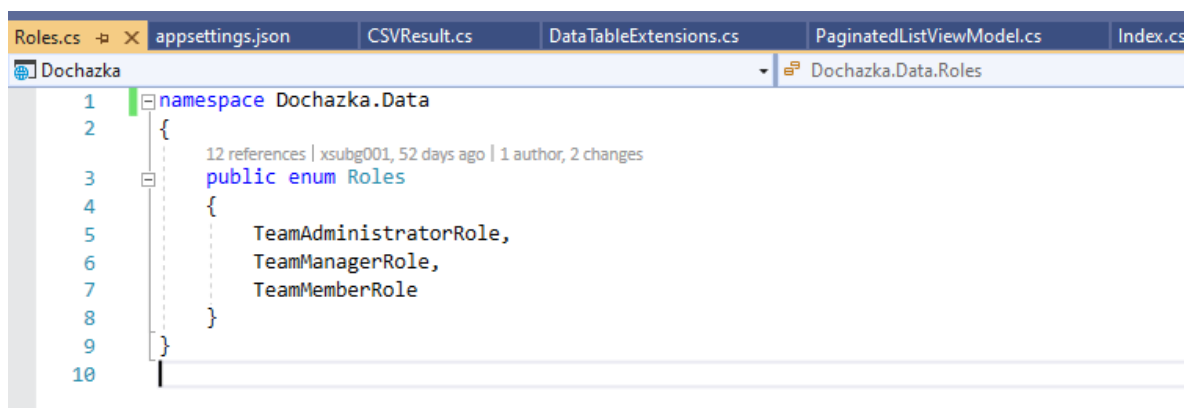 Roles.cs appsettings.json CSVResult.cs DataTableExtensions.cs PaginatedListViewModel.cs Index.cs
Dochazka Dochazka.Data.Roles
1 namespace Dochazka.Data
2 {
12 references | xsubg001, 52 days ago | 1 author, 2 changes
3 public enum Roles
4 {
5 TeamAdministratorRole,
6 TeamManagerRole,
7 TeamMemberRole
8 }
9 }
10